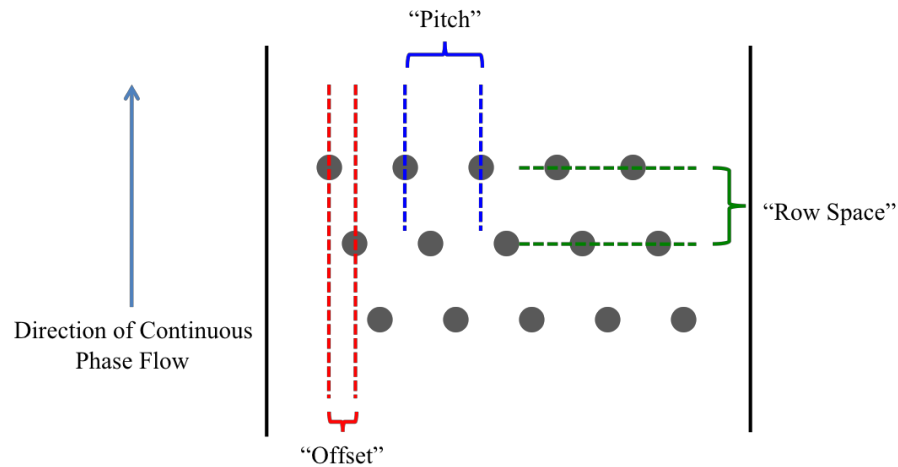 “Pitch”
“Row Space”
Direction of Continuous
Phase Flow
“Offset”